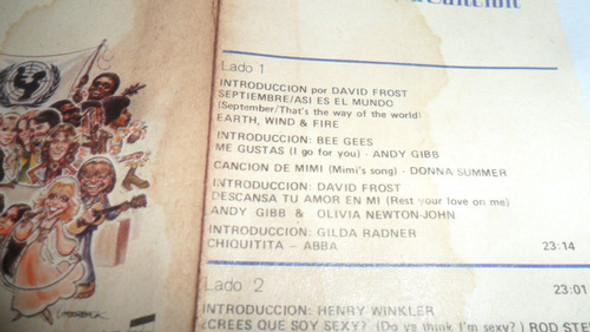 Lado 1
INTRODUCCION por DAVID FROST
SEPTIEMBRE/ASI ES EL MUNDO
(September/That's the way of the world)
EARTH, WIND & FIRE
INTRODUCCION: BEE GEES
ME GUSTAS (I go for you) - ANDY GIBB
CANCION DE MIMI (Mimi's song) - DONNA SUMMER
INTRODUCCION: DAVID FROST
DESCANSA TU AMOR EN MI (Rest your love on me)
ANDY GIBB & OLIVIA NEWTON-JOHN
INTRODUCCION: GILDA RADNER
CHIQUITITA - ABBA 23:14
Lado 2 23:01
INTRODUCCION: HENRY WINKLER
¿CREES QUE SOY SEXY? (Do ya think I'm sexy?) ROD STE